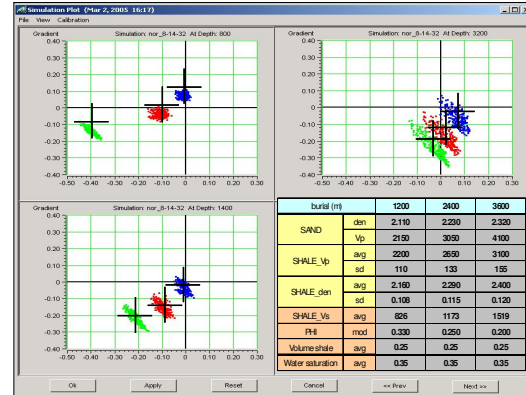 Simulation Plot (Mar 2, 2005 16:17)
File View Calibration
Gradient Simulation: nor_8-14-32 At Depth: 800
0.40
0.30
0.20
0.10
0
-0.10
-0.20
-0.30
-0.40
-0.50 -0.40 -0.30 -0.20 -0.10 0 0.10 0.20 0.30
Gradient Simulation: nor_8-14-32 At Depth: 3200
0.40
0.30
0.20
0.10
0
-0.10
-0.20
-0.30
-0.40
-0.50 -0.40 -0.30 -0.20 -0.10 0.00 0.10 0.20 0.30
Gradient Simulation: nor_8-14-32 At Depth: 1400
0.40
0.30
0.20
0.10
0
-0.10
-0.20
-0.30
-0.40
-0.50 -0.40 -0.30 -0.20 -0.10 0.00 0.10 0.20 0.30
burial (m) 1200 2400 3600
SAND den 2.110 2.230 2.320
Vp 2150 3050 4100
SHALE_Vp avg 2200 2650 3100
sd 110 133 155
SHALE_den avg 2.160 2.290 2.400
sd 0.108 0.115 0.120
SHALE_Vs avg 826 1173 1519
PHI mod 0.330 0.250 0.200
Volume shale avg 0.25 0.25 0.25
Water saturation avg 0.35 0.35 0.35
Ok Apply Reset Cancel << Prev Next >>